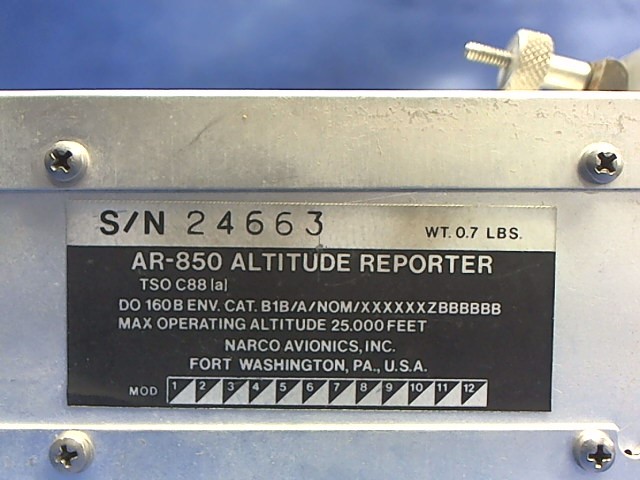 S/N 24663 WT. 0.7 LBS.
AR-850 ALTITUDE REPORTER
TSO C88 (a)
DO 160B ENV. CAT. B1B/A/NOM/XXXXXXZBBBBBB
MAX OPERATING ALTITUDE 25.000 FEET
NARCO AVIONICS, INC.
FORT WASHINGTON, PA., U.S.A.
MOD 1 2 3 4 5 6 7 8 9 10 11 12